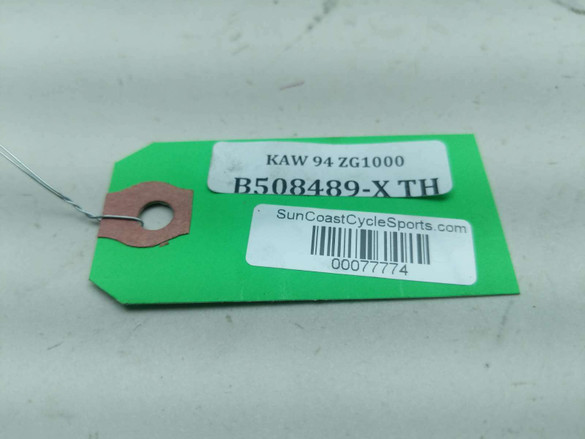 KAW 94 ZG1000
B508489-X TH
SunCoastCycleSports.com
00077774